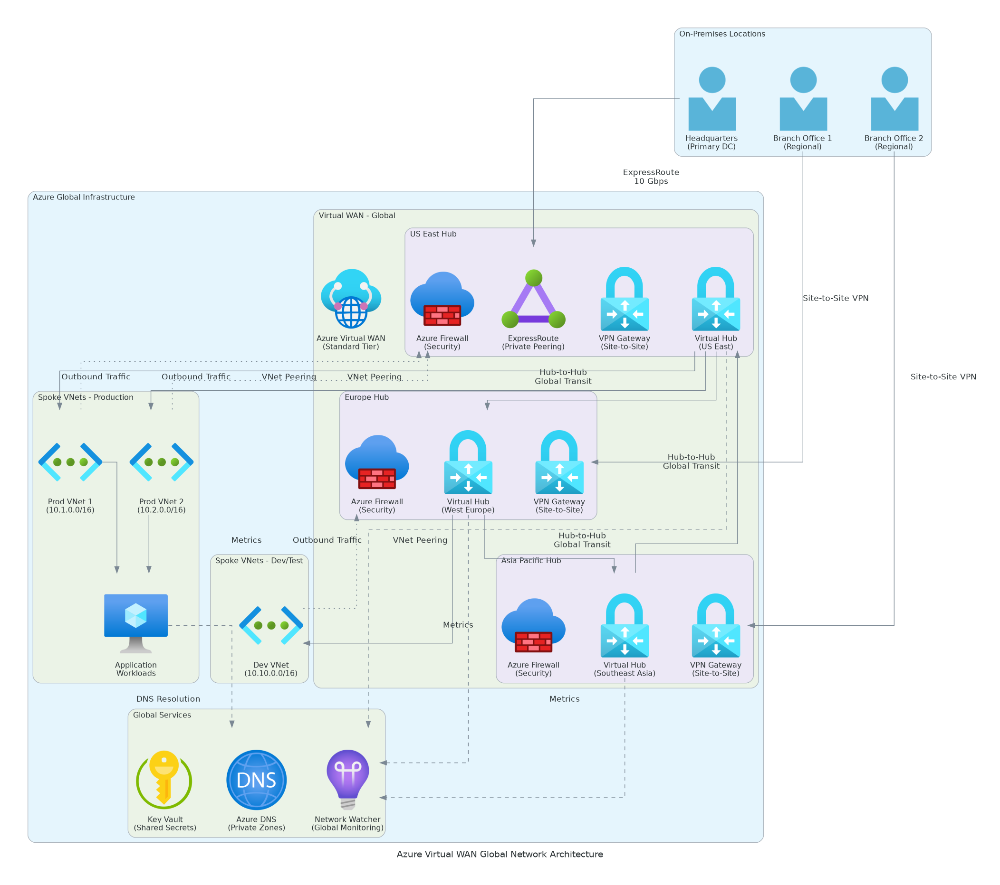 On-Premises Locations
Headquarters
(Primary DC)
Branch Office 1
(Regional)
Branch Office 2
(Regional)
ExpressRoute
10 Gbps
Azure Global Infrastructure
Virtual WAN - Global
US East Hub
Site-to-Site VPN
Azure Virtual WAN
(Standard Tier)
Azure Firewall
(Security)
ExpressRoute
(Private Peering)
VPN Gateway
(Site-to-Site)
Virtual Hub
(US East)
Outbound Traffic
Outbound Traffic
VNet Peering
VNet Peering
Hub-to-Hub
Global Transit
Site-to-Site VPN
Spoke VNets - Production
Europe Hub
Hub-to-Hub
Global Transit
Prod VNet 1
(10.1.0.0/16)
Prod VNet 2
(10.2.0.0/16)
Azure Firewall
(Security)
Virtual Hub
(West Europe)
VPN Gateway
(Site-to-Site)
Metrics
Outbound Traffic
VNet Peering
Hub-to-Hub
Global Transit
Spoke VNets - Dev/Test
Asia Pacific Hub
Metrics
Application
Workloads
Dev VNet
(10.10.0.0/16)
Azure Firewall
(Security)
Virtual Hub
(Southeast Asia)
VPN Gateway
(Site-to-Site)
DNS Resolution
Metrics
Global Services
DNS
Key Vault
(Shared Secrets)
Azure DNS
(Private Zones)
Network Watcher
(Global Monitoring)
Azure Virtual WAN Global Network Architecture